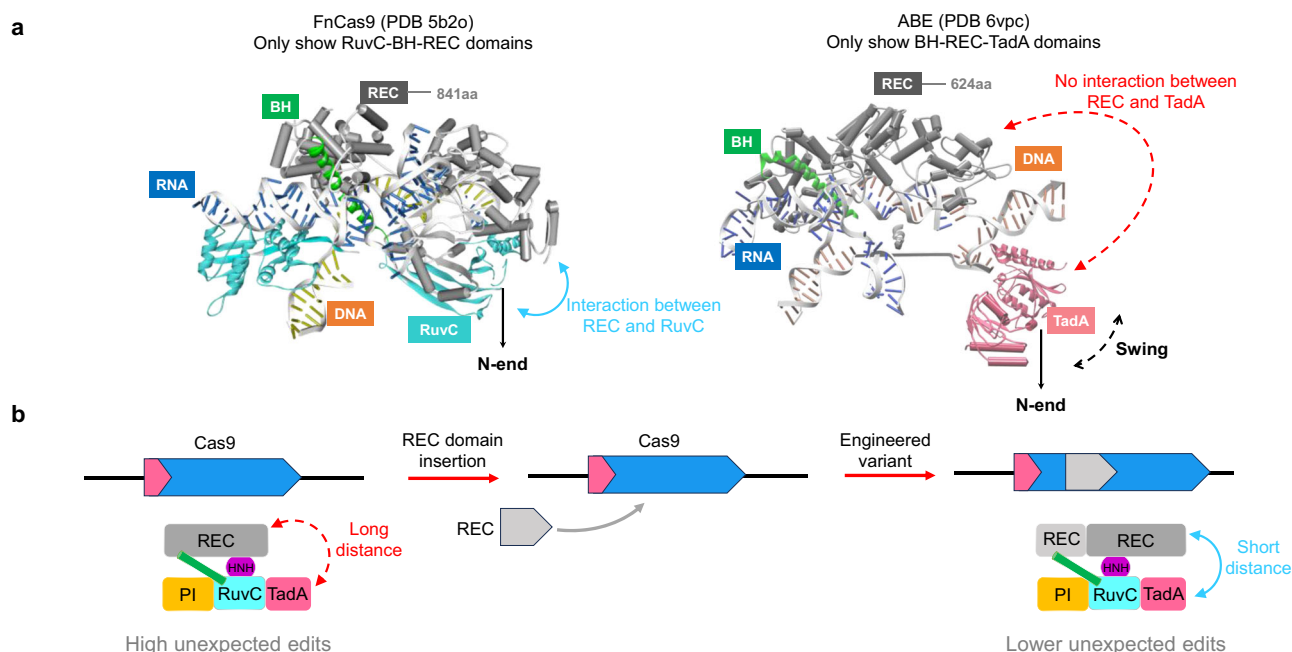 a
FnCas9 (PDB 5b2o)
Only show RuvC-BH-REC domains
REC
841aa
BH
RNA
DNA
RuvC
Interaction between
REC and RuvC
N-end
ABE (PDB 6vpc)
Only show BH-REC-TadA domains
REC
624aa
No interaction between
REC and TadA
BH
DNA
RNA
TadA
Swing
N-end
b
Cas9
REC domain
insertion
Cas9
Engineered
variant
REC
REC
Long
distance
HNH
PI
RuvC
TadA
High unexpected edits
REC
REC
Short
distance
HNH
PI
RuvC
TadA
Lower unexpected edits